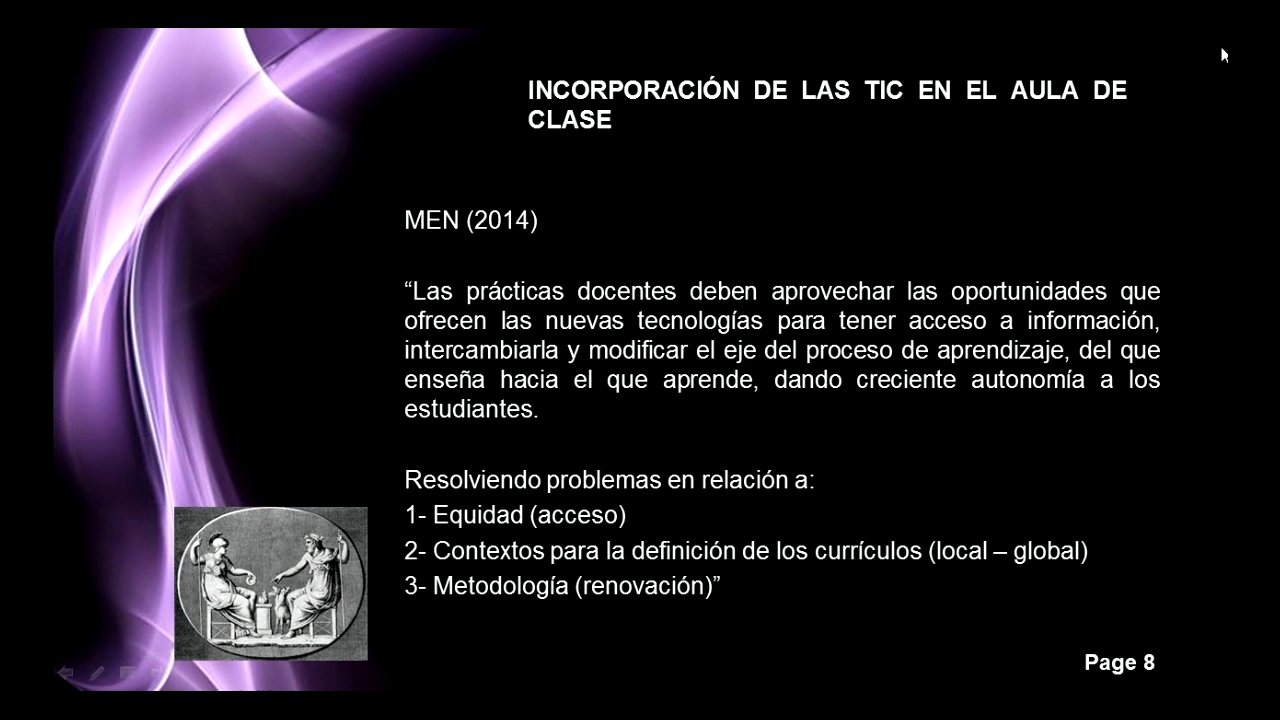 INCORPORACIÓN DE LAS TIC EN EL AULA DE
CLASE
MEN (2014)
“Las prácticas docentes deben aprovechar las oportunidades que
ofrecen las nuevas tecnologías para tener acceso a información,
intercambiarla y modificar el eje del proceso de aprendizaje, del que
enseña hacia el que aprende, dando creciente autonomía a los
estudiantes.
Resolviendo problemas en relación a:
1- Equidad (acceso)
2- Contextos para la definición de los currículos (local – global)
3- Metodología (renovación)”
Page 8